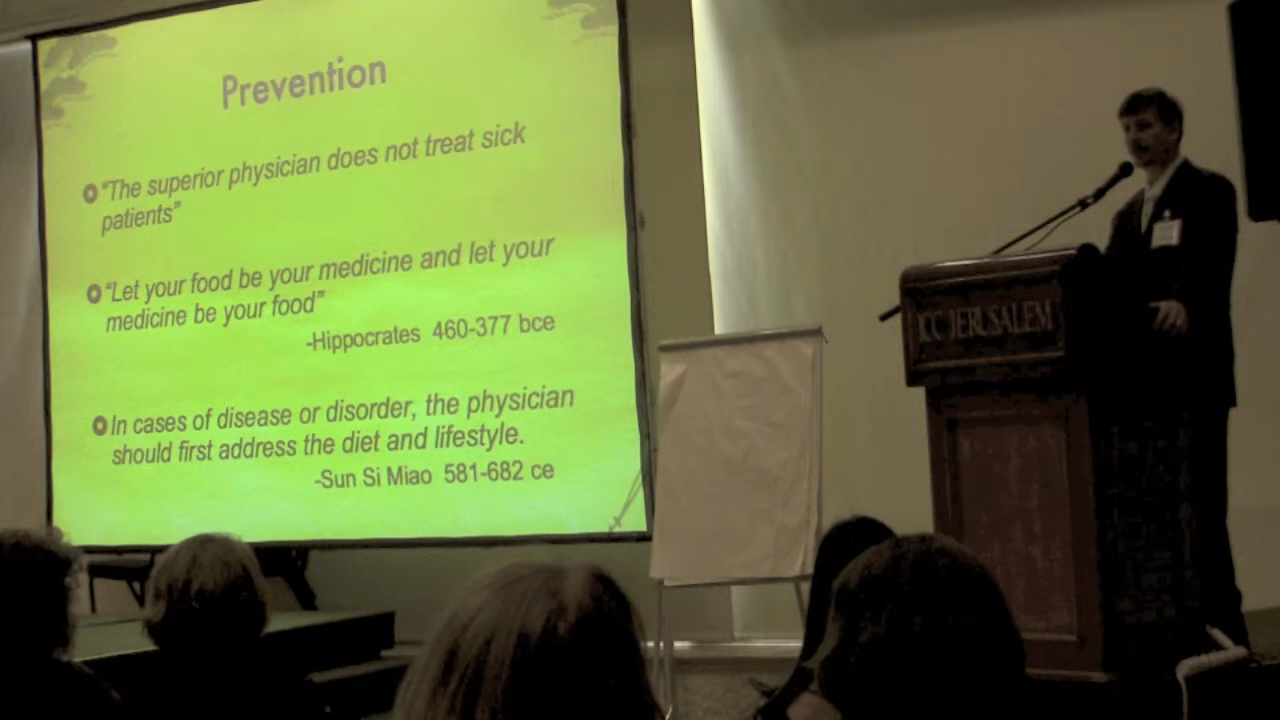 Prevention
"The superior physician does not treat sick
patients"
"Let your food be your medicine and let your
medicine be your food"
-Hippocrates 460-377 bce
In cases of disease or disorder, the physician
should first address the diet and lifestyle.
-Sun Si Miao 581-682 ce
ICC JERUSALEM